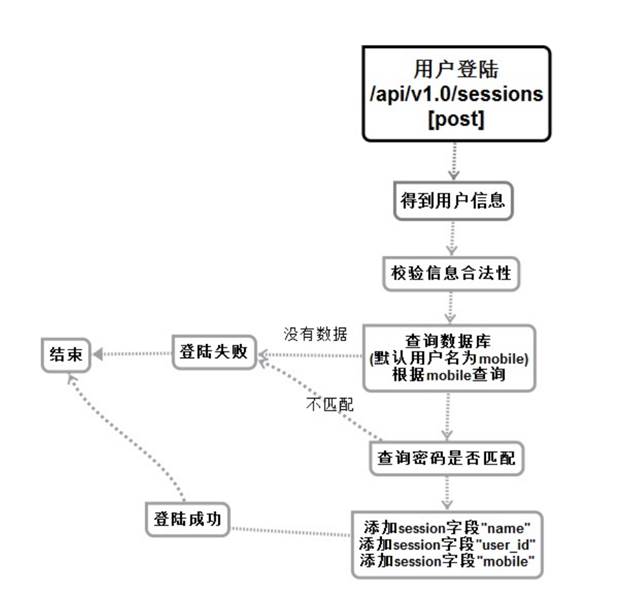 用户登陆
/api/v1.0/sessions
[post]
得到用户信息
校验信息合法性
没有数据
查询数据库
(默认用户名为mobile)
根据mobile查询
登陆失败
结束
不匹配
查询密码是否匹配
登陆成功
添加session字段"name"
添加session字段"user_id"
添加session字段"mobile"